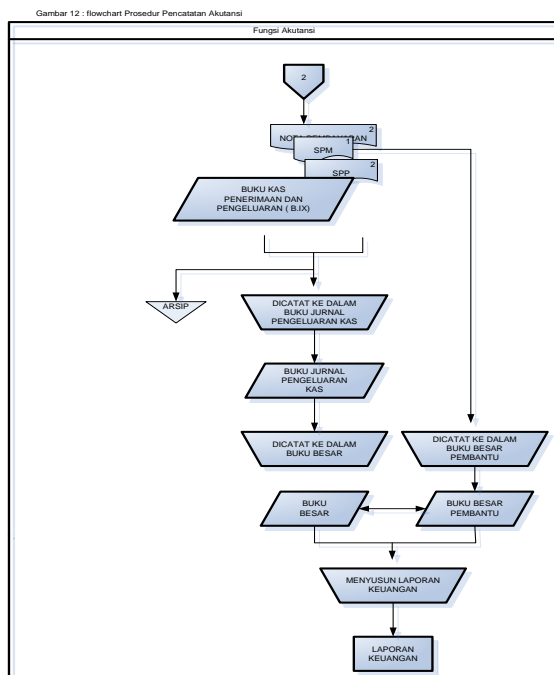 Gambar 12 : flowchart Prosedur Pencatatan Akutansi
Fungsi Akutansi
2
2
1
SPM
2
SPP
BUKU KAS
PENERIMAAN DAN
PENGELUARAN ( B.IX)
ARSIP
DICATAT KE DALAM
BUKU JURNAL
PENGELUARAN KAS
BUKU JURNAL
PENGELUARAN
KAS
DICATAT KE DALAM
BUKU BESAR
DICATAT KE DALAM
BUKU BESAR
PEMBANTU
BUKU
BESAR
BUKU BESAR
PEMBANTU
MENYUSUN LAPORAN
KEUANGAN
LAPORAN
KEUANGAN